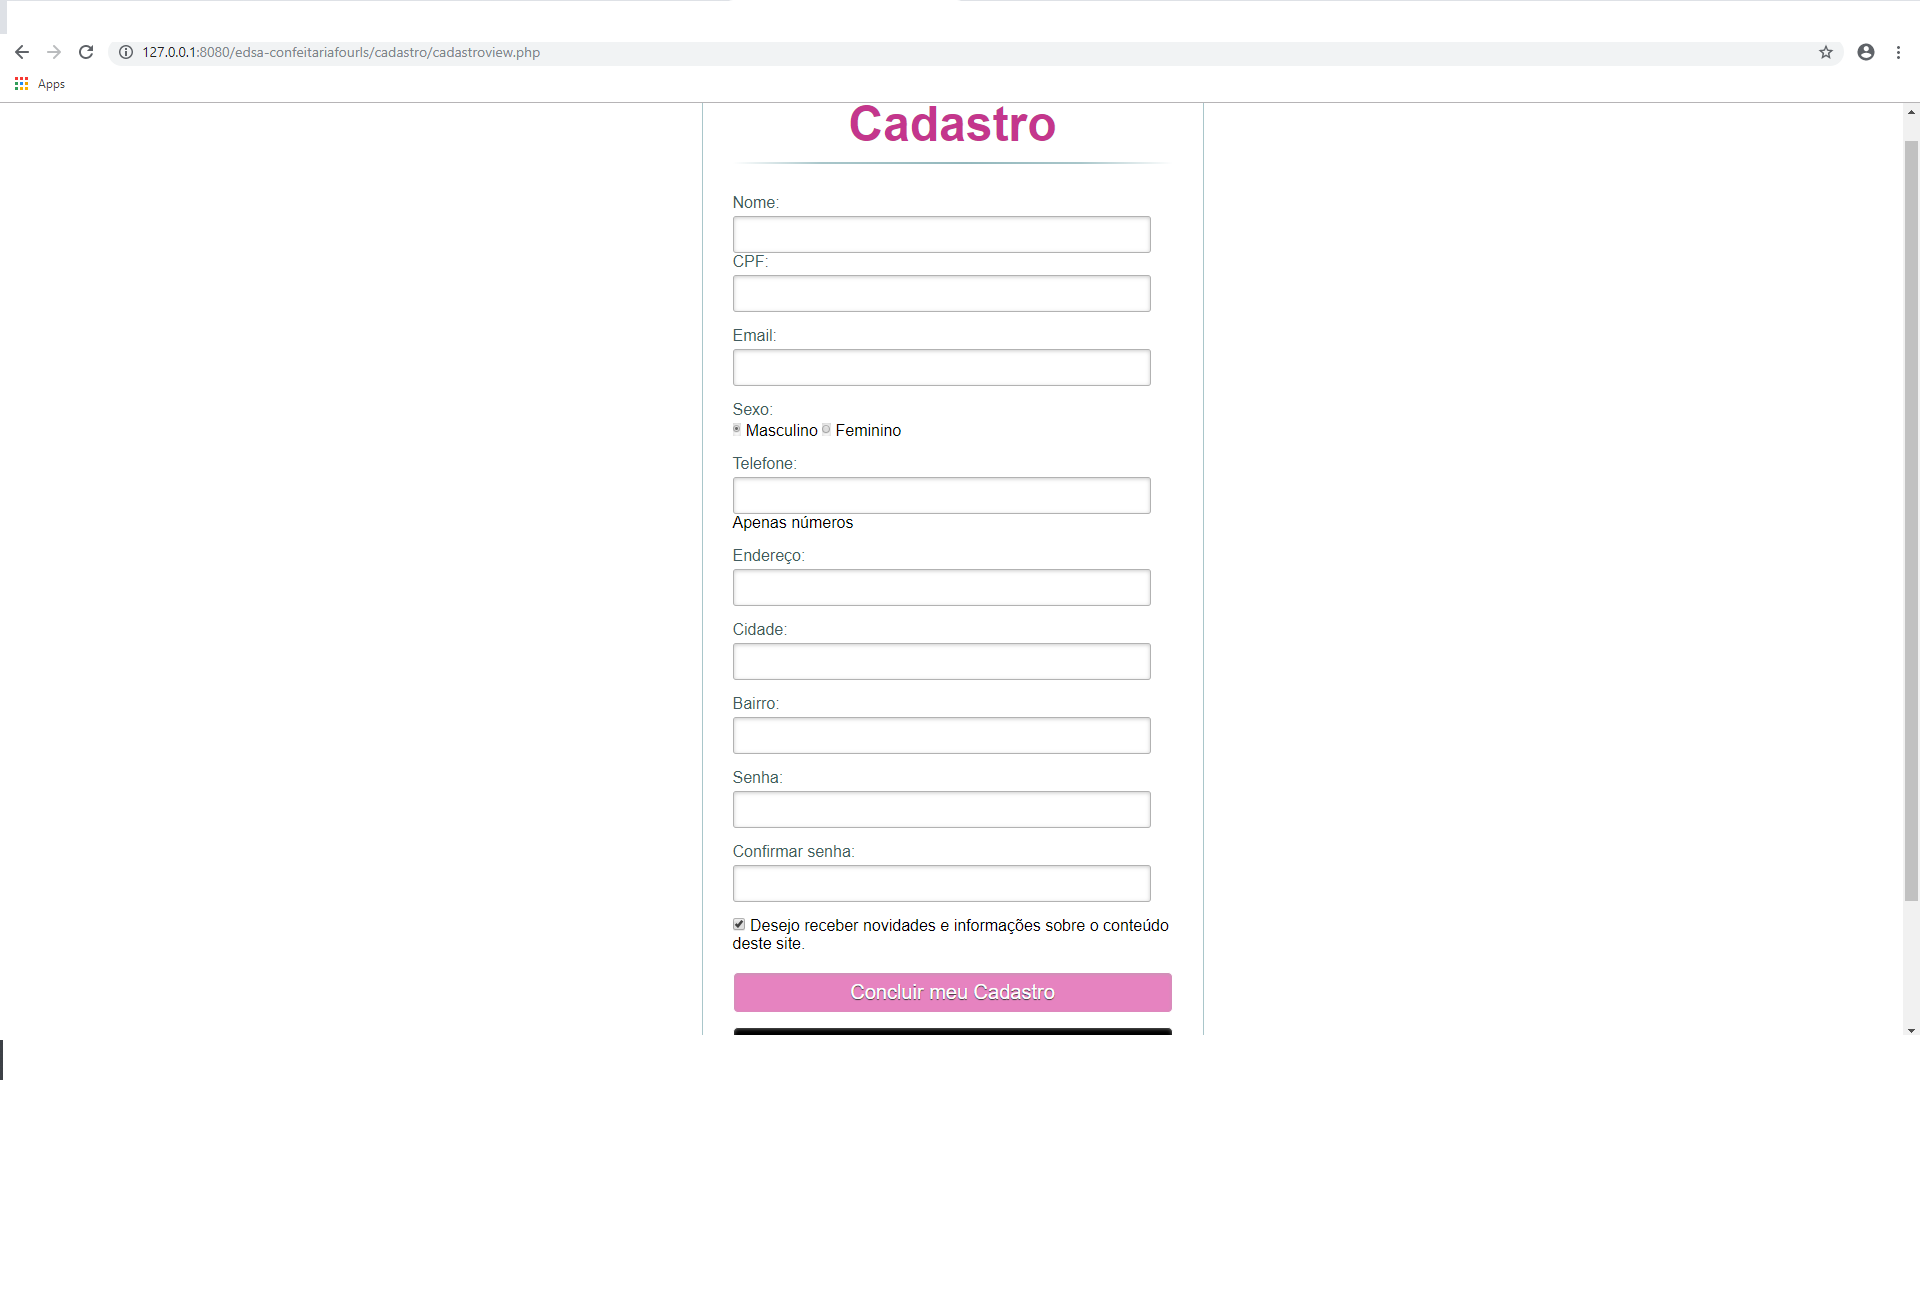 127.0.0.1:8080/edsa-confeitariafourls/cadastro/cadastroview.php
Apps
Cadastro
Nome:
CPF:
Email:
Sexo:
Masculino Feminino
Telefone:
Apenas números
Endereço:
Cidade:
Bairro:
Senha:
Confirmar senha:
Desejo receber novidades e informações sobre o conteúdo
deste site.
Concluir meu Cadastro